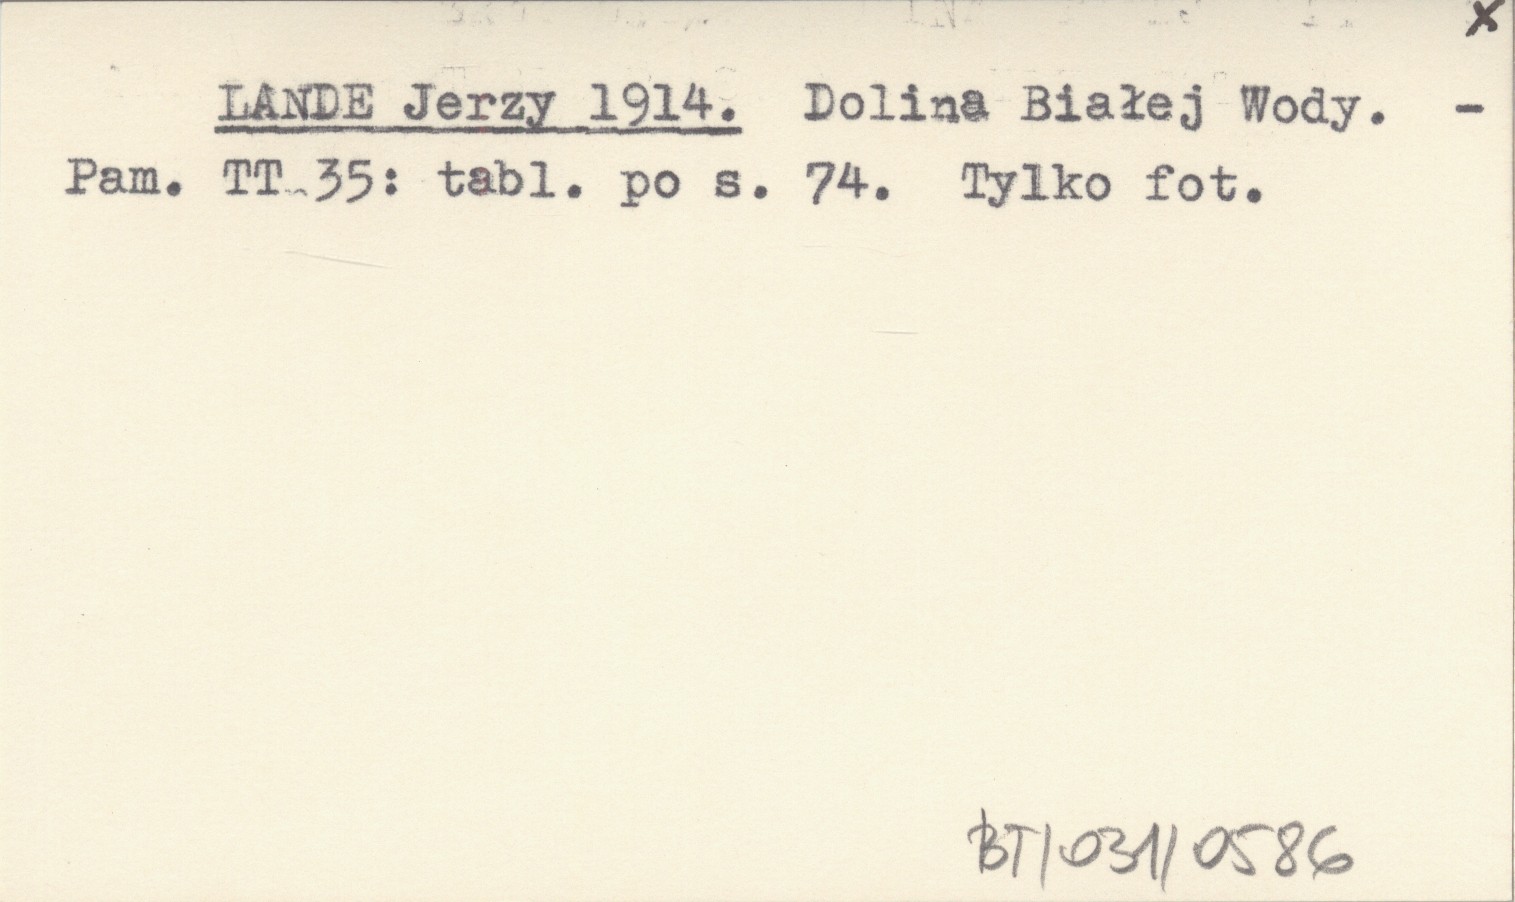 x
LANDE Jerzy 1914. Dolina Białej Wody. -
Pam. TT 35: tabl. po s. 74. Tylko fot.
BT/031/0586